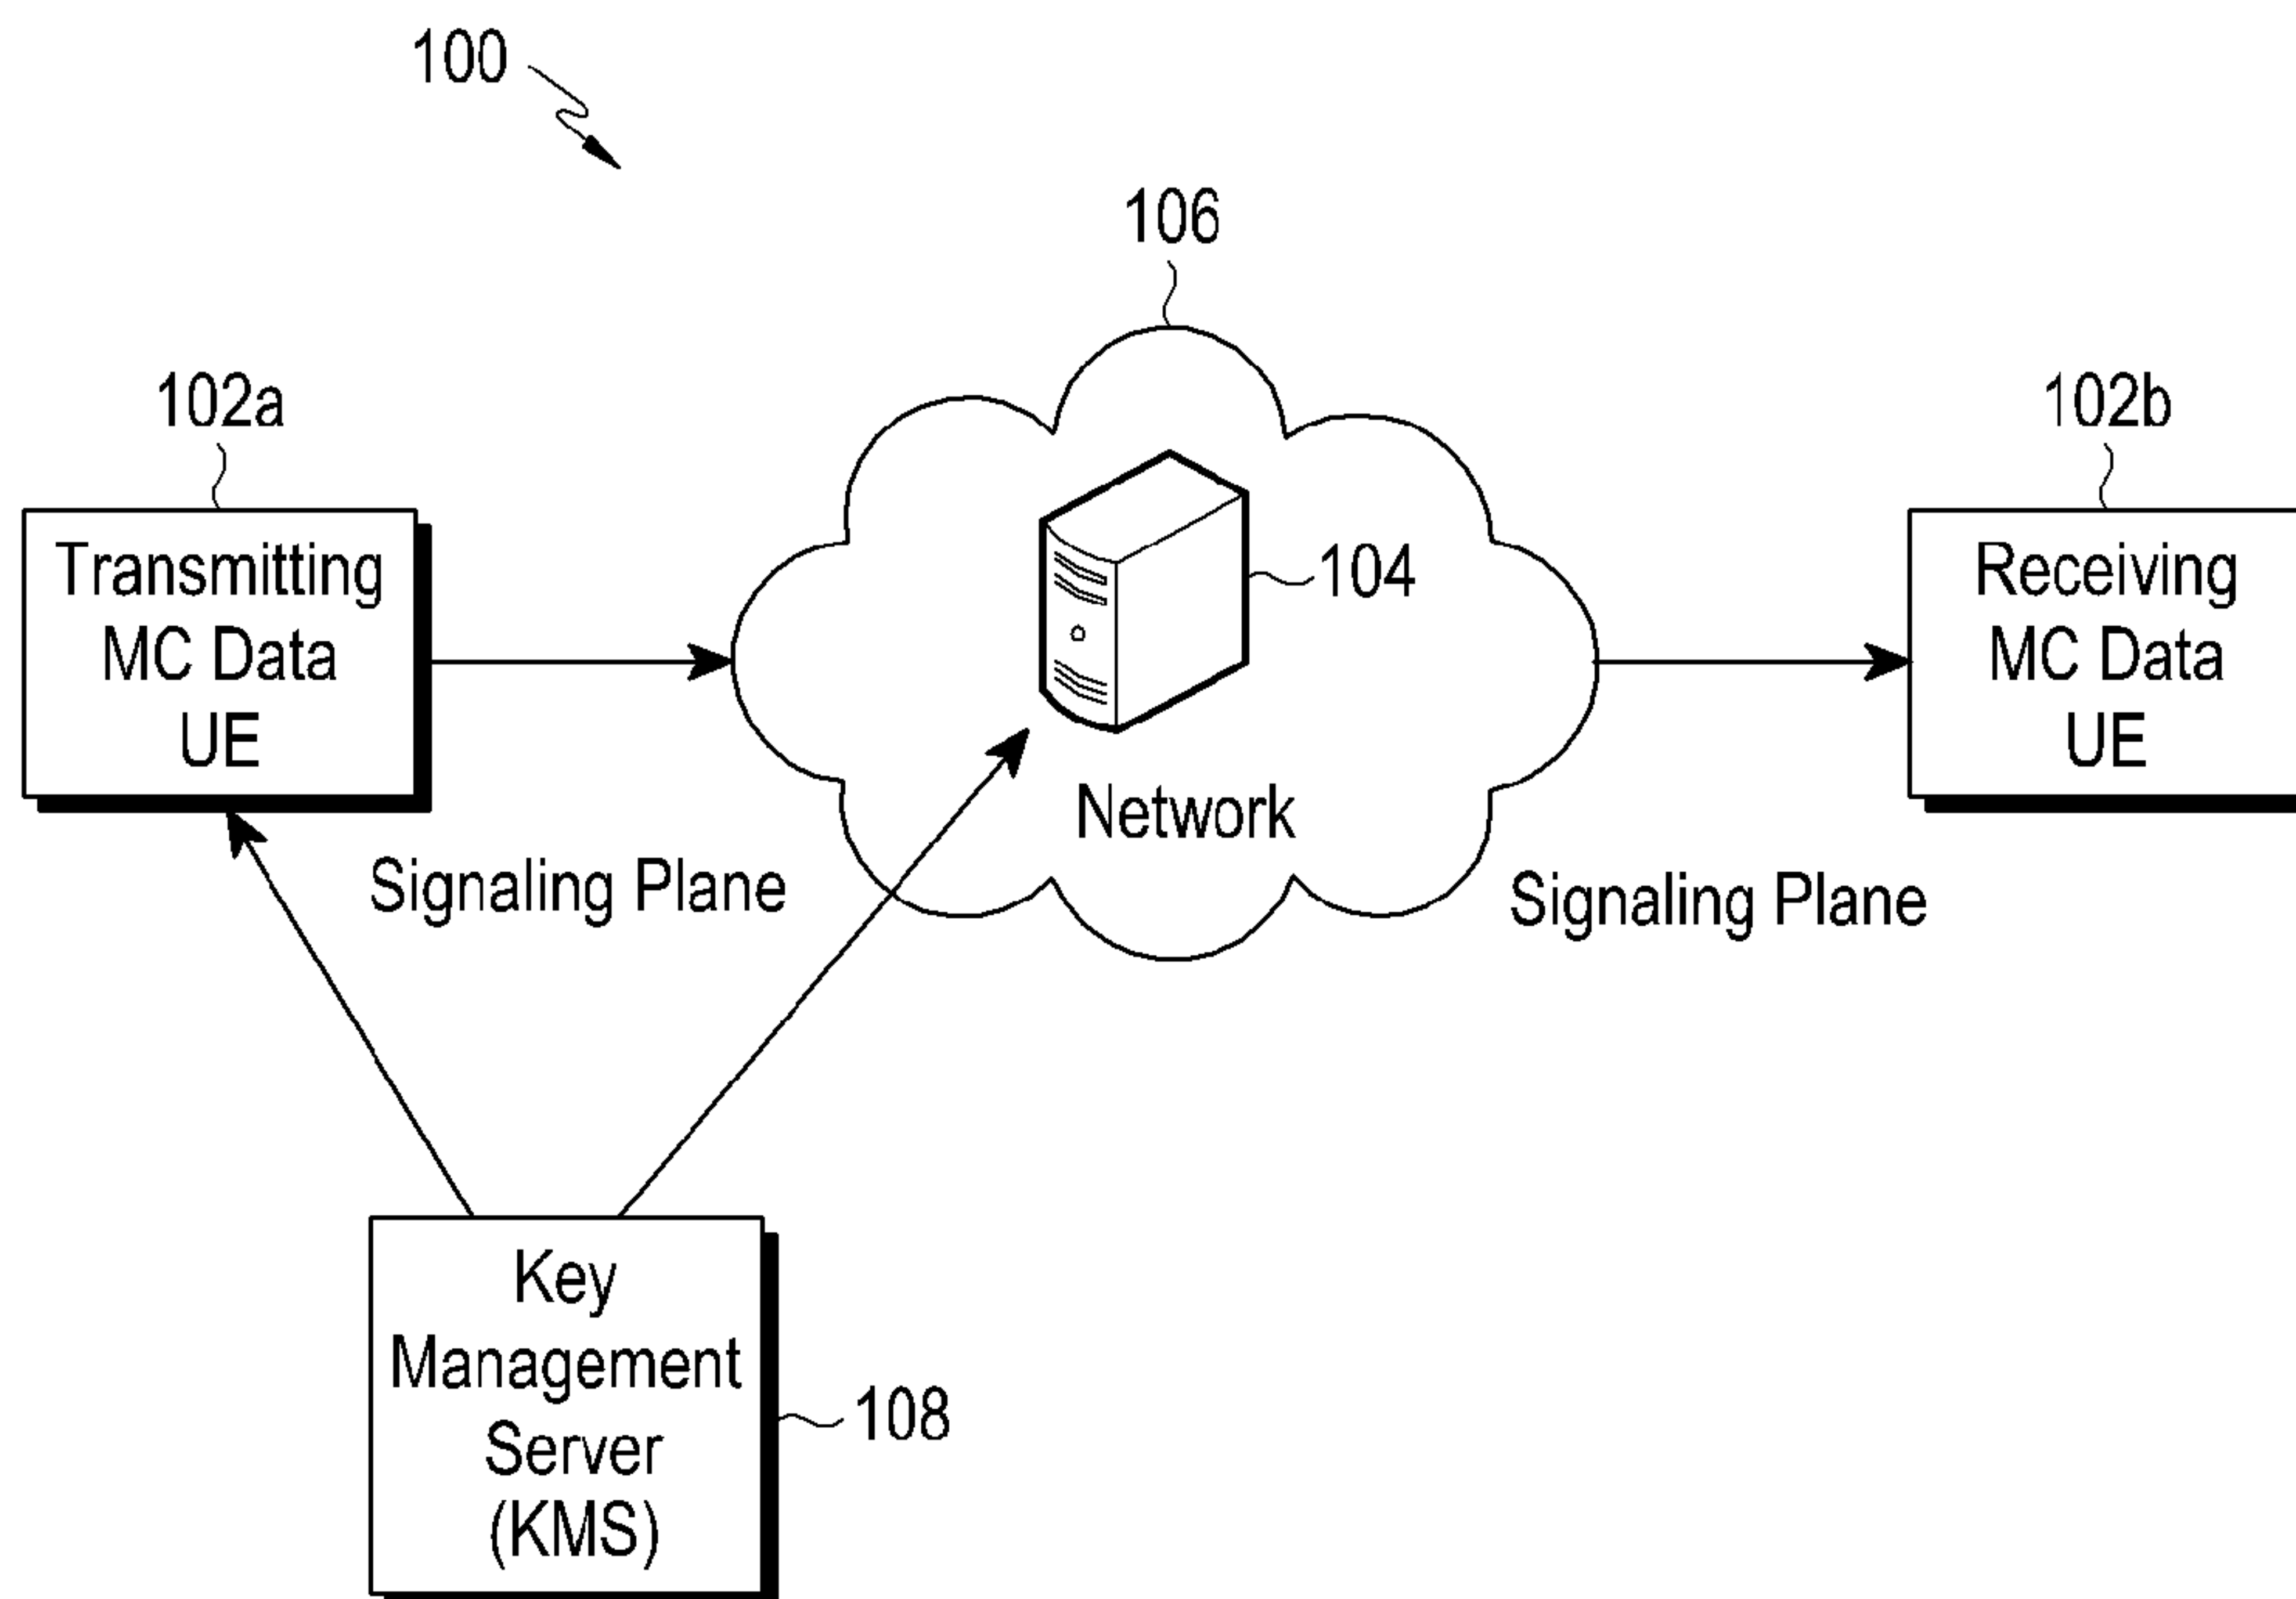 100
106
102a
102b
Transmitting
MC Data
UE
104
Receiving
MC Data
UE
Network
Signaling Plane
Signaling Plane
Key
Management
Server
(KMS)
108